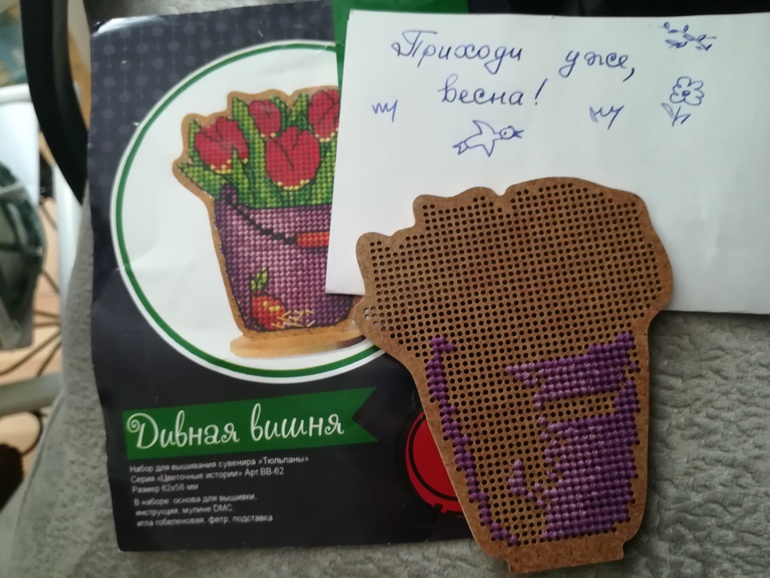 Приходи уже,
весна!
Дивная вишня
Набор для вышивания сувенира «Тюльпаны»
Серия «Цветочные истории» Арт.ВВ-62
Размер 62х58 мм
В наборе: основа для вышивки,
инструкция, мулине DMC,
игла гобеленовая, фетр, подставка